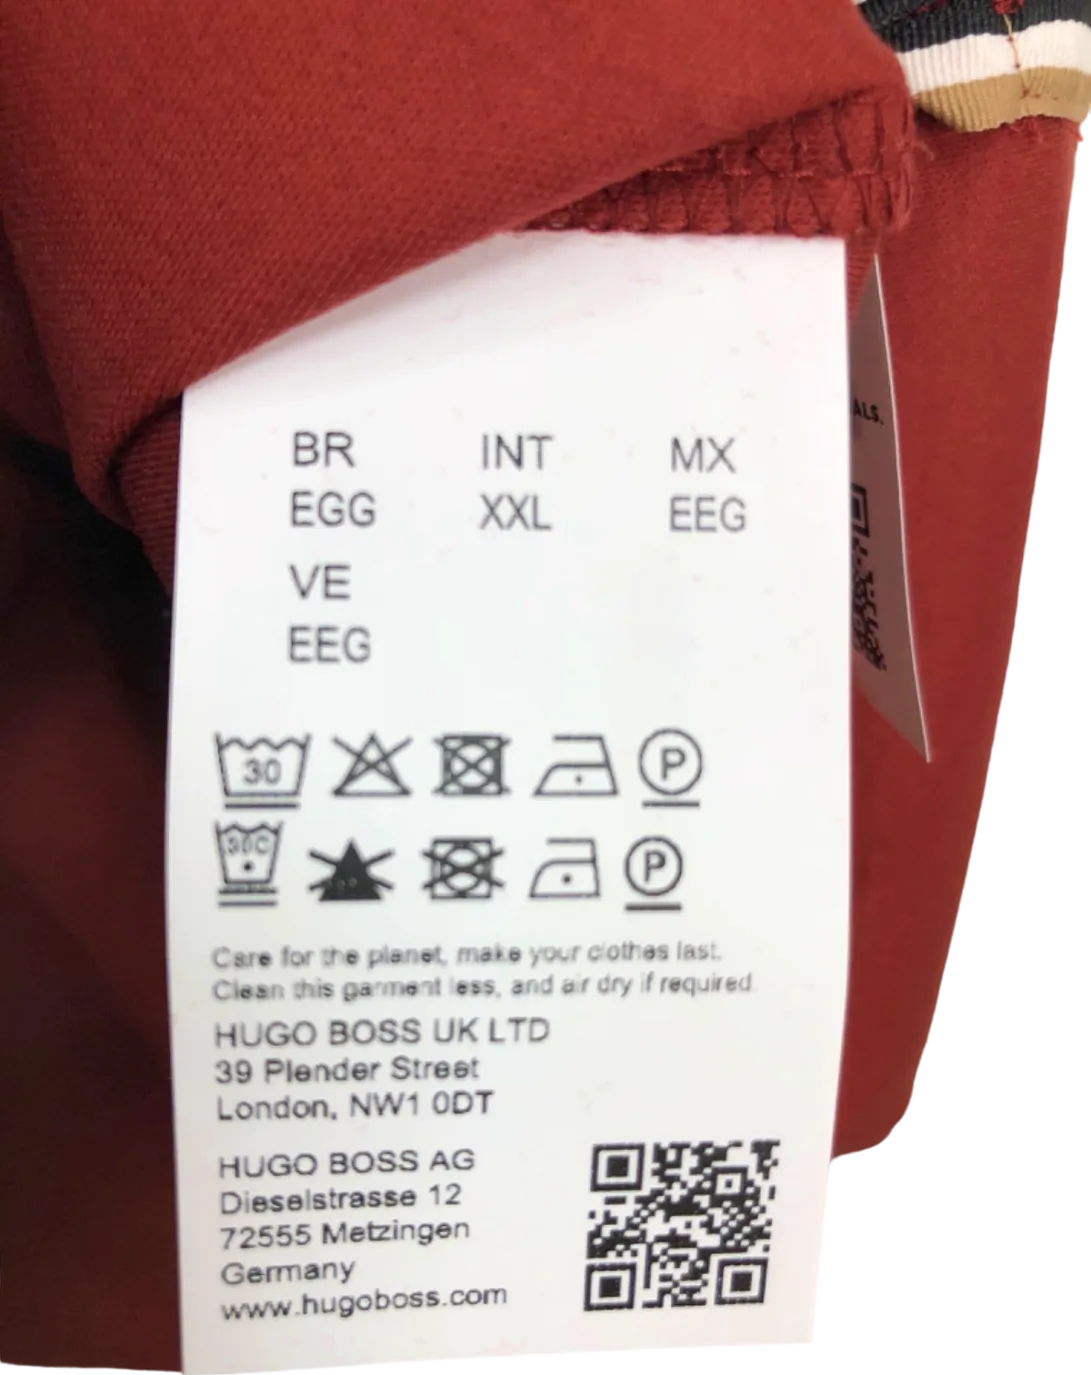 BR INT MX
EGG XXL EEG
VE
EEG
ALS.
30 P
30C P
Care for the planet, make your clothes last.
Clean this garment less, and air dry if required.
HUGO BOSS UK LTD
39 Plender Street
London, NW1 0DT
HUGO BOSS AG
Dieselstrasse 12
72555 Metzingen
Germany
www.hugoboss.com